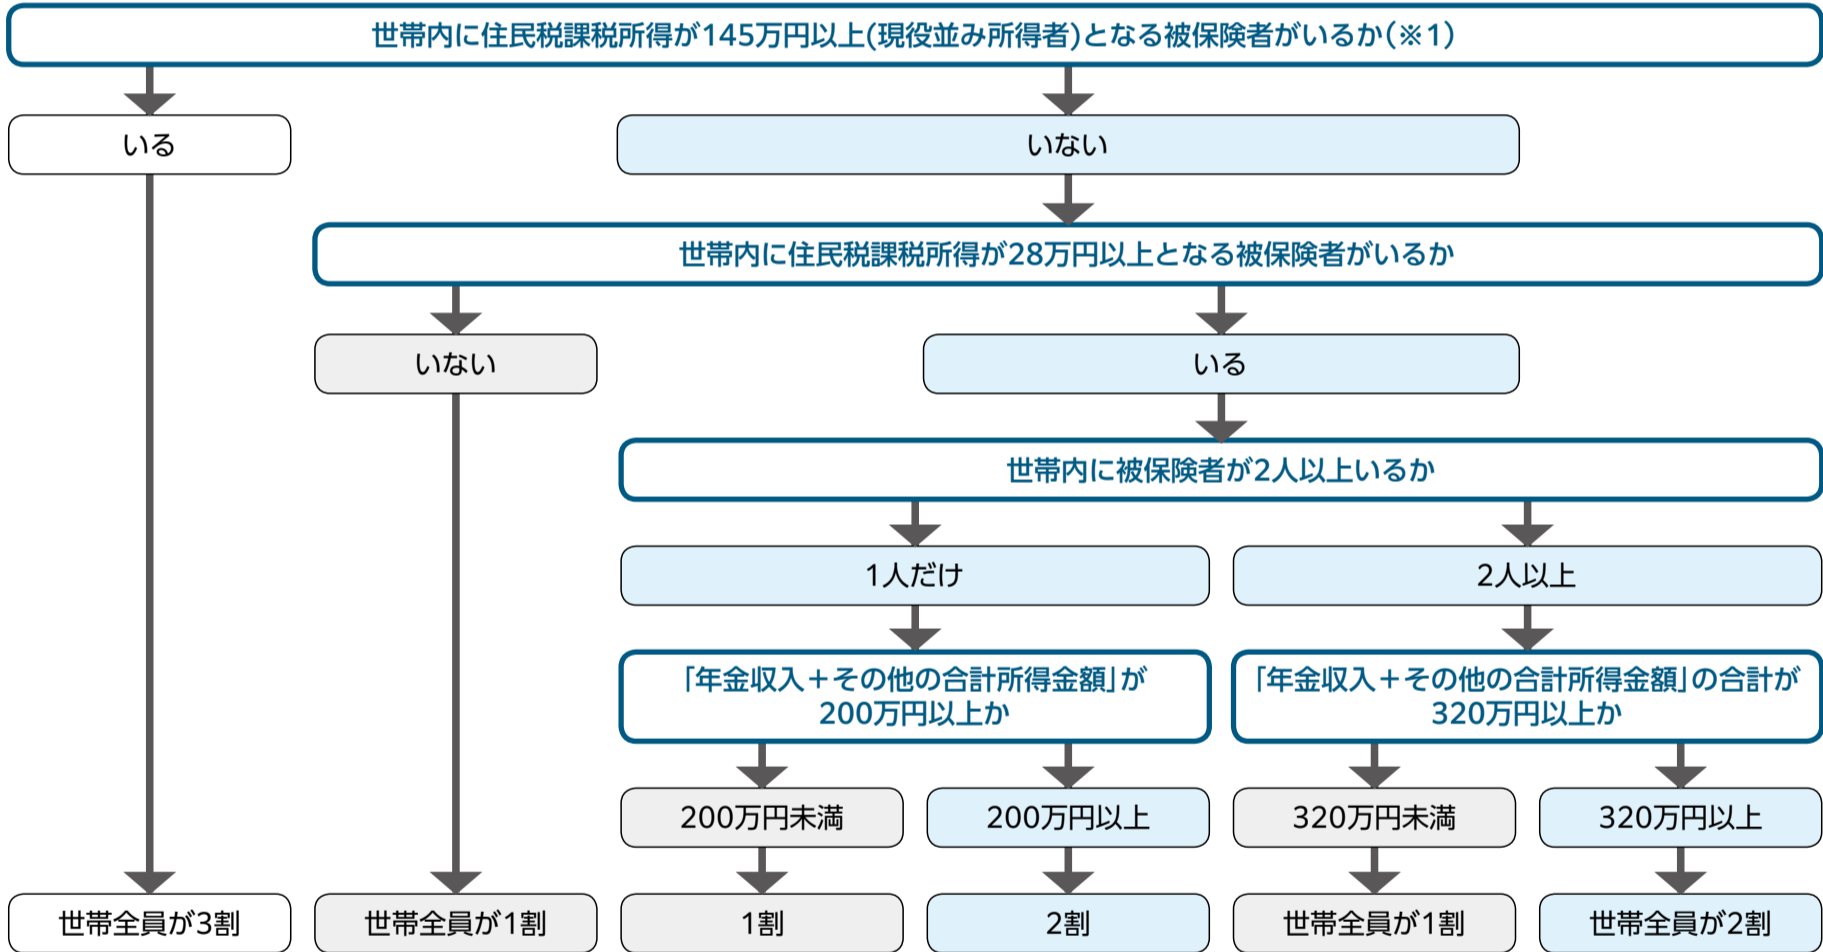 世帯内に住民税課税所得が145万円以上(現役並み所得者)となる被保険者がいるか(※1)
いる
いない
世帯内に住民税課税所得が28万円以上となる被保険者がいるか
いない
いる
世帯内に被保険者が2人以上いるか
1人だけ
2人以上
「年金収入＋その他の合計所得金額」が
200万円以上か
「年金収入＋その他の合計所得金額」の合計が
320万円以上か
200万円未満
200万円以上
320万円未満
320万円以上
世帯全員が3割
世帯全員が1割
1割
2割
世帯全員が1割
世帯全員が2割